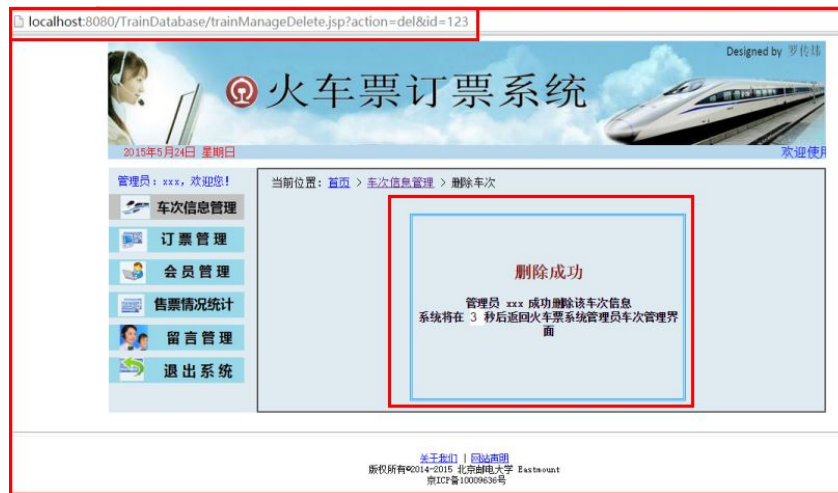 localhost:8080/TrainDatabase/trainManageDelete.jsp?action=del&id=123
Designed by 罗传玮
火车票订票系统
2015年5月24日 星期日
欢迎使用
管理员：xxx，欢迎您!
车次信息管理
订票管理
会员管理
售票情况统计
留言管理
退出系统
当前位置：首页 > 车次信息管理 > 删除车次
删除成功
管理员 xxx 成功删除该车次信息
系统将在 3 秒后返回火车票系统管理员车次管理界
面
关于我们 | 网站声明
版权所有©2014-2015 北京邮电大学 Eastmount
京ICP备10009636号